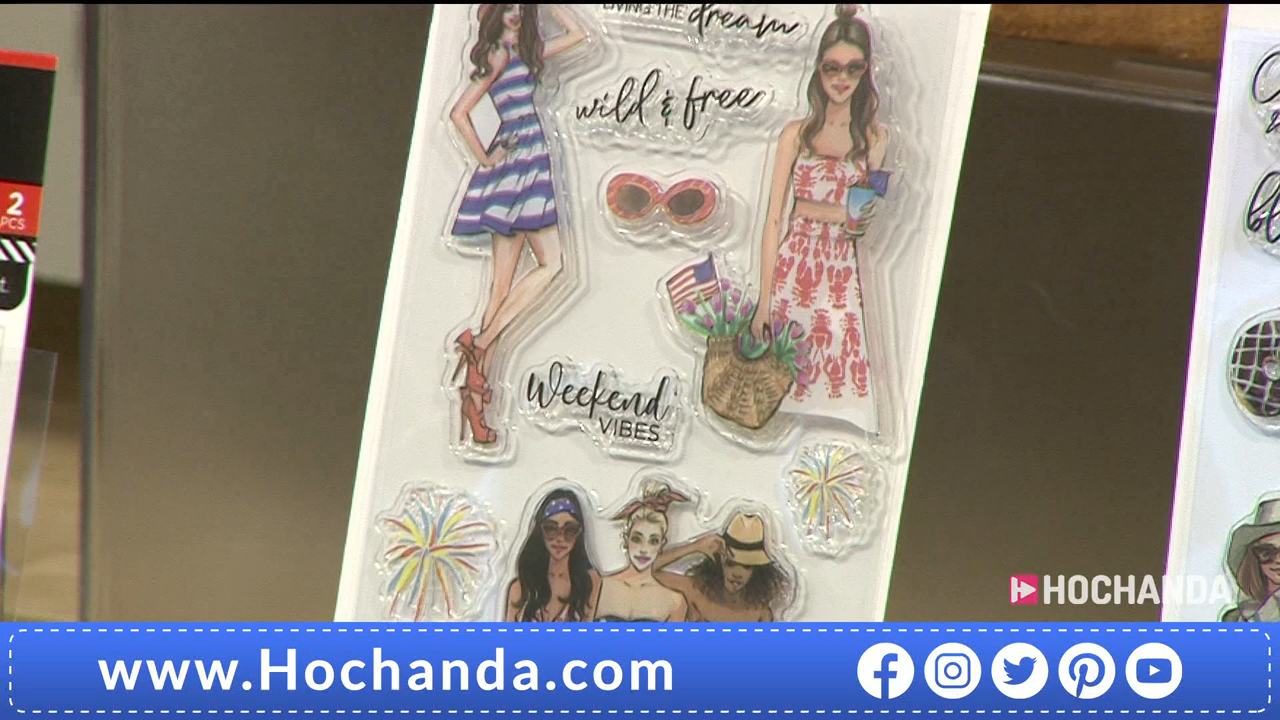 LIVING THE dream
wild & free
2
PCS
Weekend
VIBES
HOCHANDA
www.Hochanda.com